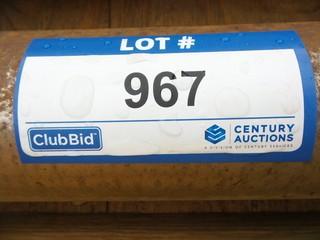 LOT #
967
ClubBid
CENTURY
AUCTIONS
A DIVISION OF CENTURY SERVICES